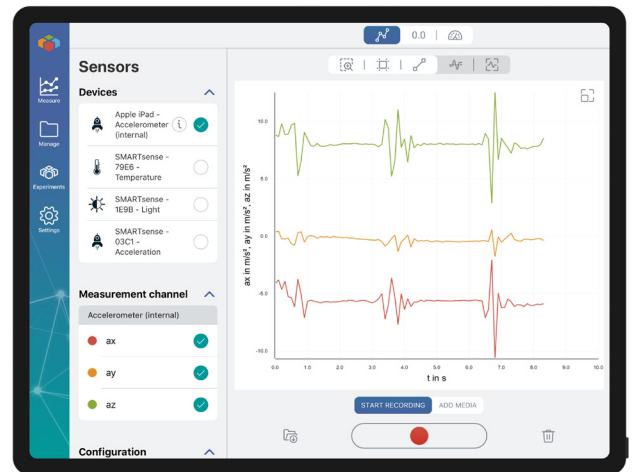 0.0
Sensors
Devices
Apple iPad -
Accelerometer
(internal)
i
SMARTsense -
79E6 -
Temperature
SMARTsense -
1E9B - Light
SMARTsense -
03C1 -
Acceleration
Measurement channel
Accelerometer (internal)
ax
ay
az
Configuration
Measure
Manage
Experiments
Settings
ax in m/s², ay in m/s², az in m/s²
10.0
5.0
0.0
-5.0
-10.0
0.0 1.0 2.0 3.0 4.0 5.0 6.0 7.0 8.0 9.0 10.0
t in s
START RECORDING ADD MEDIA